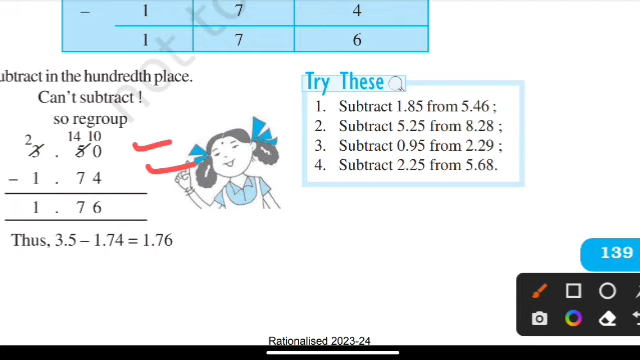 – 1 7 4
1 7 6
ubtract in the hundredth place.
Can't subtract !
so regroup
2 14 10
3 . 5 0
– 1 . 7 4
1 . 7 6
Thus, 3.5 – 1.74 = 1.76
Try These
1. Subtract 1.85 from 5.46 ;
2. Subtract 5.25 from 8.28 ;
3. Subtract 0.95 from 2.29 ;
4. Subtract 2.25 from 5.68.
139
Rationalised 2023-24